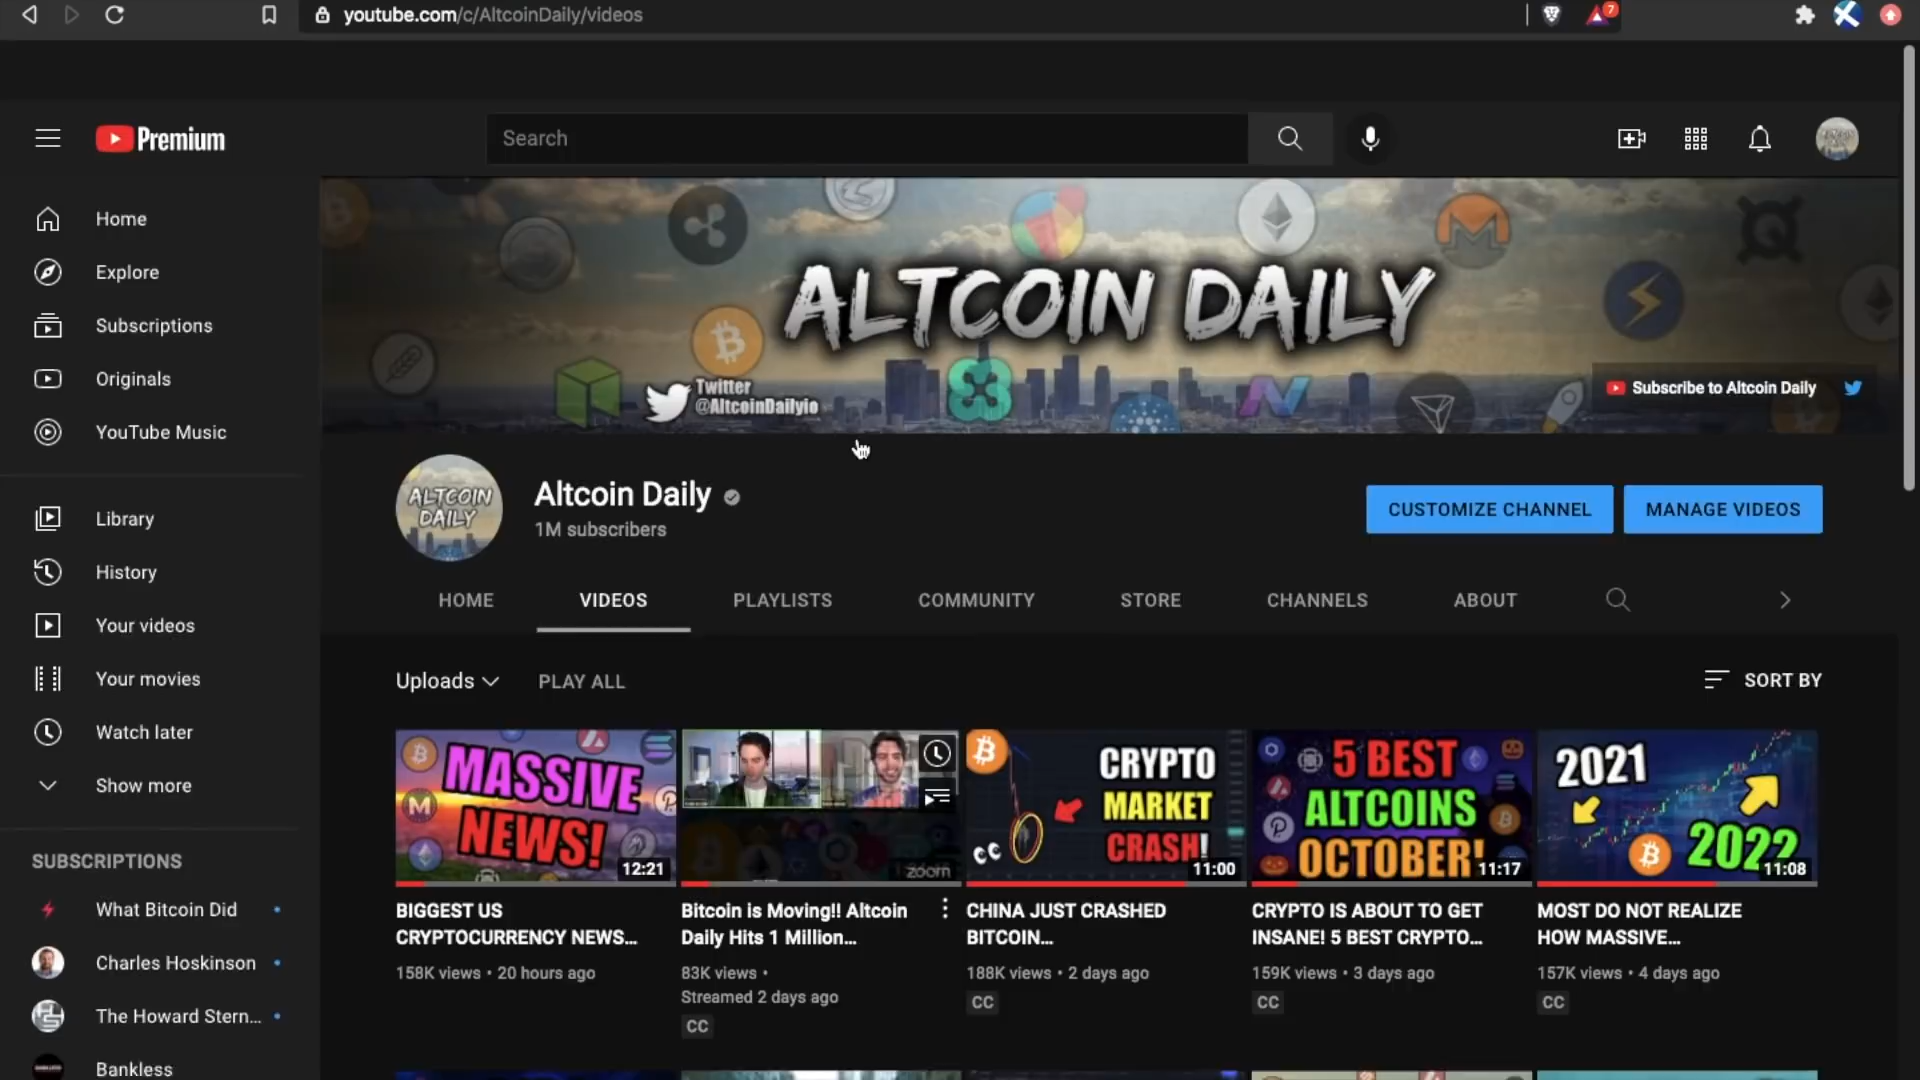 youtube.com/c/AltcoinDaily/videos
7
Premium
Search
Home
Explore
Subscriptions
Originals
YouTube Music
Library
History
Your videos
Your movies
Watch later
Show more
SUBSCRIPTIONS
What Bitcoin Did
Charles Hoskinson
The Howard Stern...
Bankless
ALTCOIN DAILY
Twitter
@AltcoinDailyio
Subscribe to Altcoin Daily
ALTCOIN
DAILY
Altcoin Daily
1M subscribers
CUSTOMIZE CHANNEL
MANAGE VIDEOS
HOME
VIDEOS
PLAYLISTS
COMMUNITY
STORE
CHANNELS
ABOUT
Uploads
PLAY ALL
SORT BY
MASSIVE
NEWS!
12:21
BIGGEST US
CRYPTOCURRENCY NEWS...
158K views • 20 hours ago
zoom
Bitcoin is Moving!! Altcoin
Daily Hits 1 Million...
83K views •
Streamed 2 days ago
CC
CRYPTO
MARKET
CRASH!
11:00
CHINA JUST CRASHED
BITCOIN...
188K views • 2 days ago
CC
5 BEST
ALTCOINS
OCTOBER!
11:17
CRYPTO IS ABOUT TO GET
INSANE! 5 BEST CRYPTO...
159K views • 3 days ago
CC
2021
2022
11:08
MOST DO NOT REALIZE
HOW MASSIVE...
157K views • 4 days ago
CC